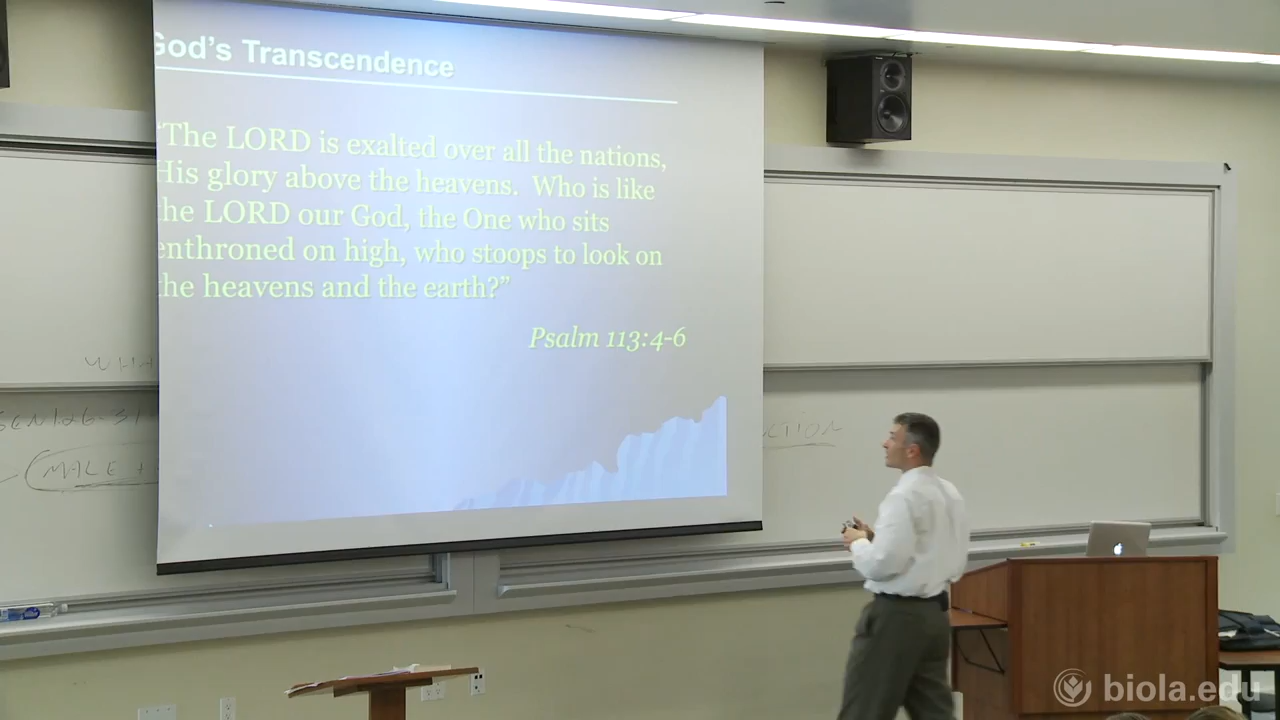 God's Transcendence
"The LORD is exalted over all the nations,
His glory above the heavens. Who is like
the LORD our God, the One who sits
enthroned on high, who stoops to look on
the heavens and the earth?"
Psalm 113:4-6
MALE +
biola.edu